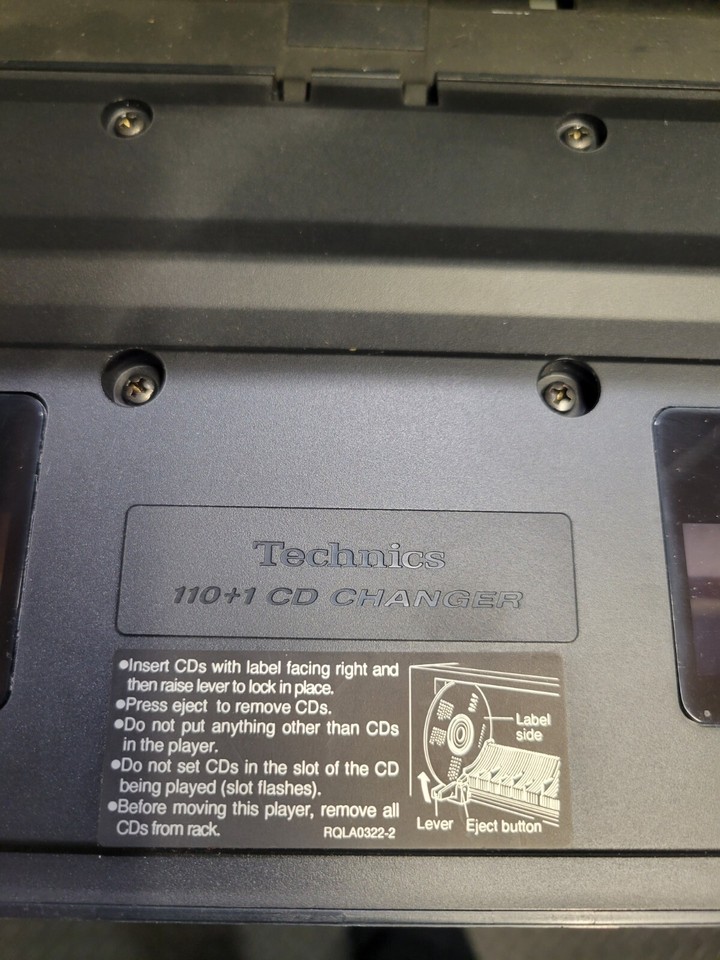 Technics
110+1 CD CHANGER
●Insert CDs with label facing right and
then raise lever to lock in place.
●Press eject to remove CDs.
●Do not put anything other than CDs
in the player.
●Do not set CDs in the slot of the CD
being played (slot flashes).
●Before moving this player, remove all
CDs from rack.
RQLA0322-2
Label
side
Lever
Eject button